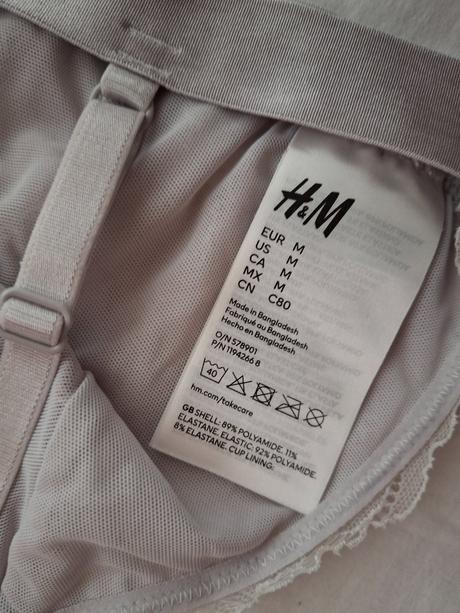 H&M
EUR M
US M
CA M
MX M
CN C80
Made in Bangladesh
Fabriqué au Bangladesh
Hecho en Bangladesh
O/N 578901
P/N 1194266 8
40
hm.com/takecare
GB SHELL: 89% POLYAMIDE. 11%
ELASTANE. ELASTIC: 92% POLYAMIDE.
8% ELASTANE. CUP LINING: